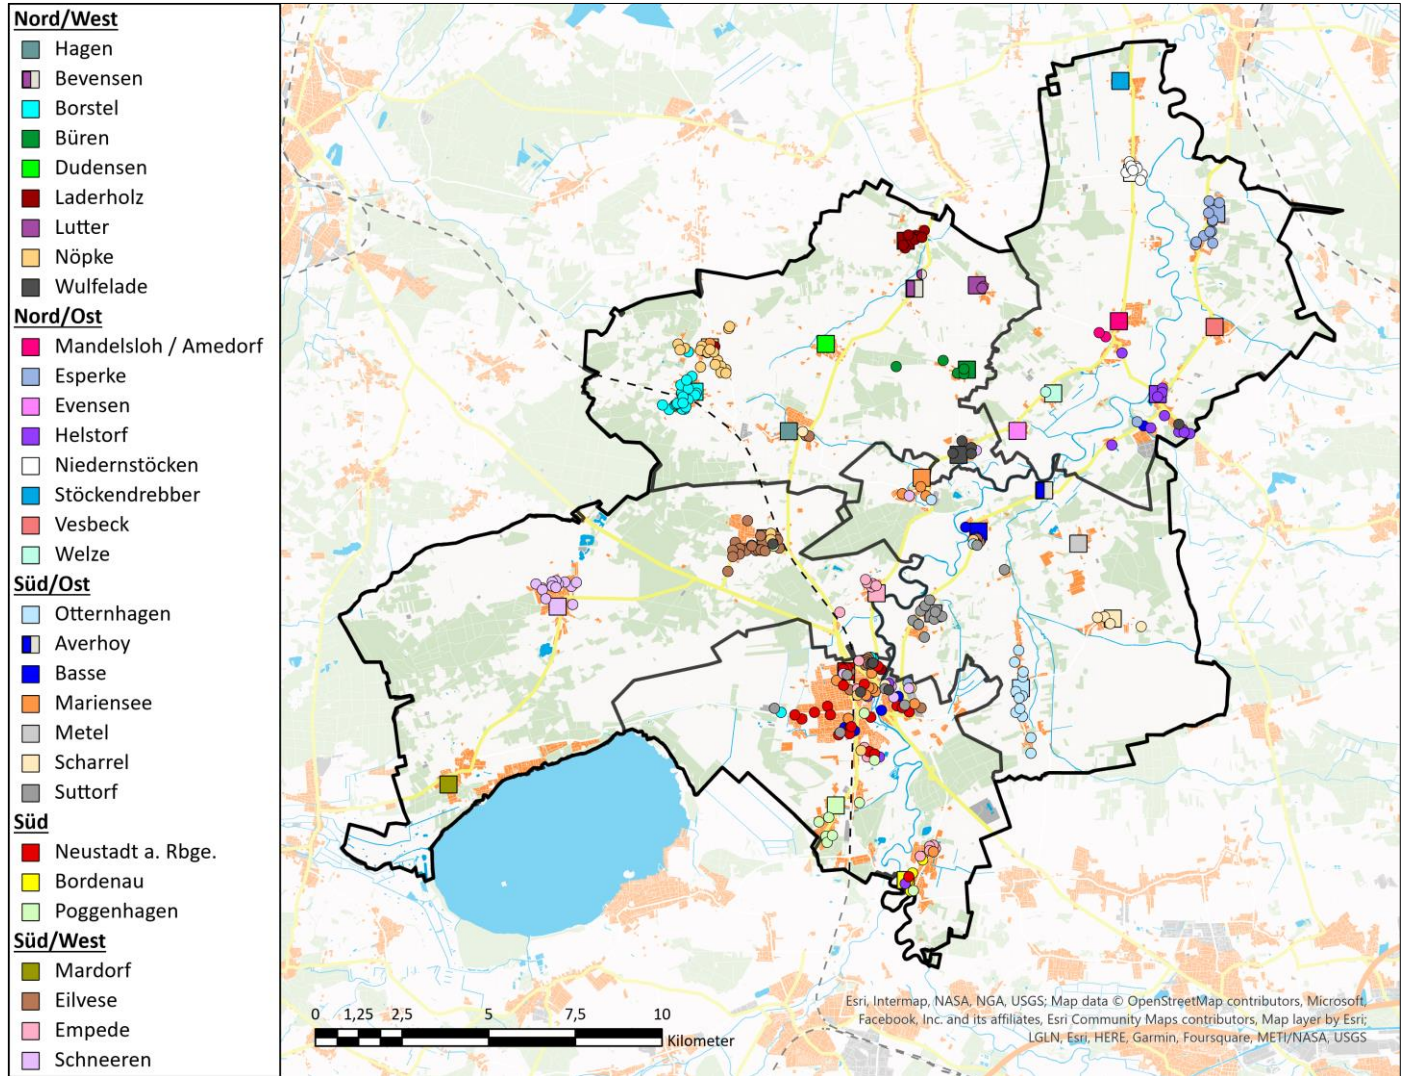 Nord/West
Hagen
Bevensen
Borstel
Büren
Dudensen
Laderholz
Lutter
Nöpke
Wulfelade
Nord/Ost
Mandelsloh / Amedorf
Esperke
Evensen
Helstorf
Niedernstöcken
Stöckendrebber
Vesbeck
Welze
Süd/Ost
Otternhagen
Averhoy
Basse
Mariensee
Metel
Scharrel
Suttorf
Süd
Neustadt a. Rbge.
Bordenau
Poggenhagen
Süd/West
Mardorf
Eilvese
Empede
Schneeren
0 1,25 2,5 5 7,5 10
Kilometer
Esri, Intermap, NASA, NGA, USGS; Map data © OpenStreetMap contributors, Microsoft,
Facebook, Inc. and its affiliates, Esri Community Maps contributors, Map layer by Esri;
LGLN, Esri, HERE, Garmin, Foursquare, METI/NASA, USGS